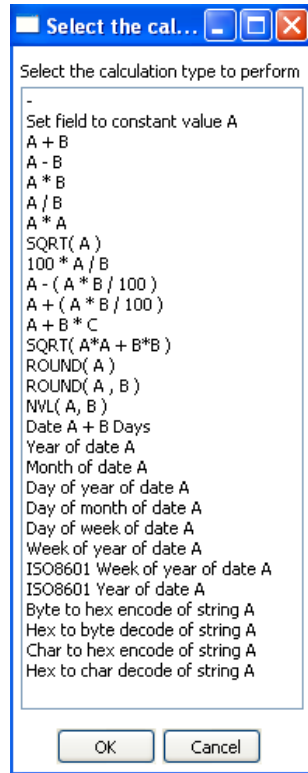 Select the cal...
Select the calculation type to perform
-
Set field to constant value A
A + B
A - B
A * B
A / B
A * A
SQRT( A )
100 * A / B
A - ( A * B / 100 )
A + ( A * B / 100 )
A + B * C
SQRT( A*A + B*B )
ROUND( A )
ROUND( A , B )
NVL( A, B )
Date A + B Days
Year of date A
Month of date A
Day of year of date A
Day of month of date A
Day of week of date A
Week of year of date A
ISO8601 Week of year of date A
ISO8601 Year of date A
Byte to hex encode of string A
Hex to byte decode of string A
Char to hex encode of string A
Hex to char decode of string A
OK Cancel